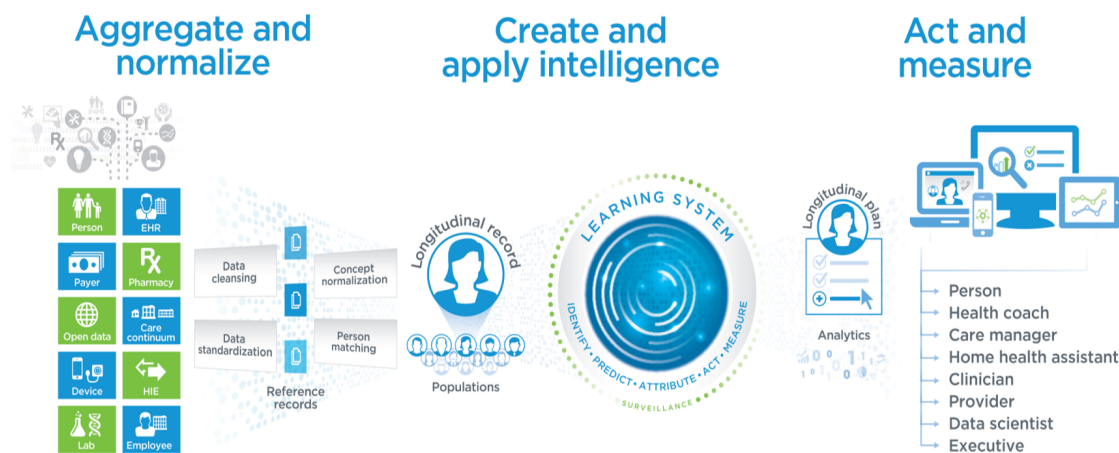 Aggregate and
normalize
Create and
apply intelligence
Act and
measure
Rx
Person
EHR
Payer
Rx
Pharmacy
Open data
Care
continuum
Device
HIE
Lab
Employee
Data
cleansing
Data
standardization
Concept
normalization
Person
matching
Reference
records
Longitudinal record
Populations
LEARNING SYSTEM
IDENTIFY • PREDICT • ATTRIBUTE • ACT • MEASURE
SURVEILLANCE
Longitudinal plan
Analytics
Person
Health coach
Care manager
Home health assistant
Clinician
Provider
Data scientist
Executive